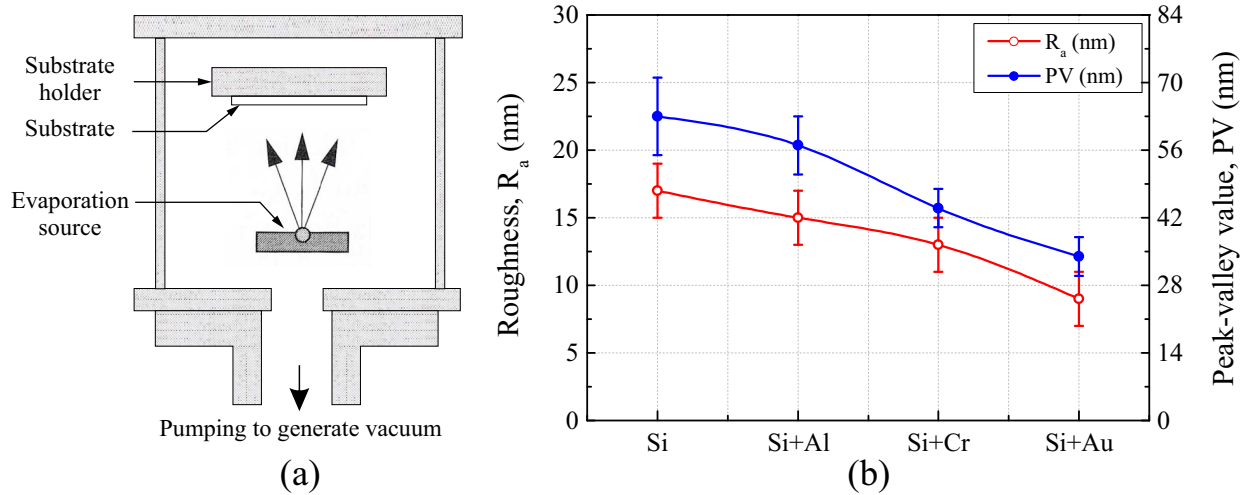 Substrate
holder
Substrate
Evaporation
source
Pumping to generate vacuum
(a)
Roughness, Rₐ (nm)
30
25
20
15
10
5
0
Rₐ (nm)
PV (nm)
84
70
56
42
28
14
0
Peak-valley value, PV (nm)
Si
Si+Al
Si+Cr
Si+Au
(b)